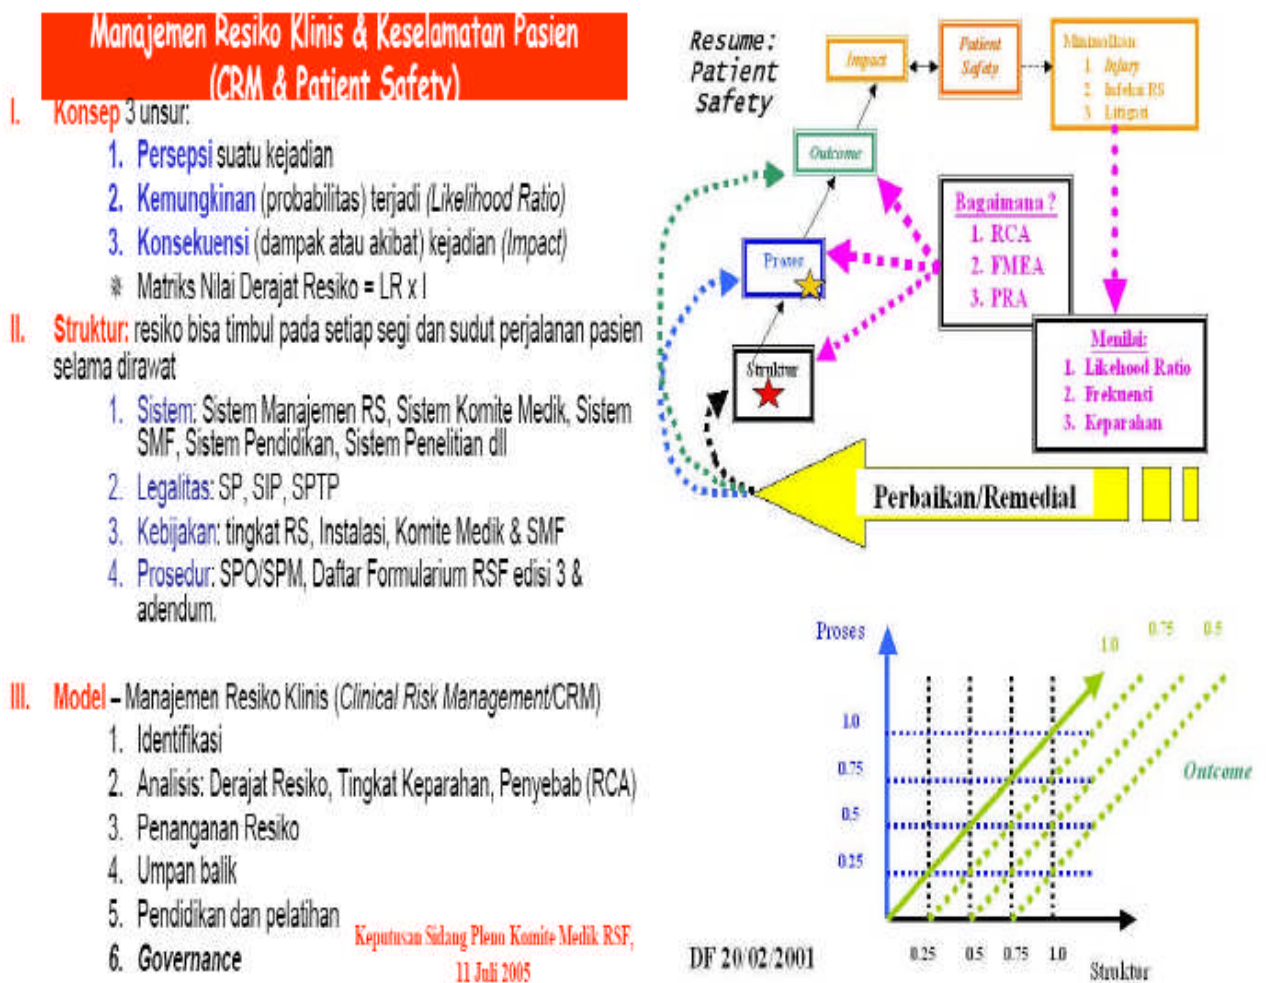 Manajemen Resiko Klinis & Keselamatan Pasien
(CRM & Patient Safety)
I. Konsep 3 unsur:
1. Persepsi suatu kejadian
2. Kemungkinan (probabilitas) terjadi (Likelihood Ratio)
3. Konsekuensi (dampak atau akibat) kejadian (Impact)
⁕ Matriks Nilai Derajat Resiko = LR x I
II. Struktur: resiko bisa timbul pada setiap segi dan sudut perjalanan pasien
selama dirawat
1. Sistem: Sistem Manajemen RS, Sistem Komite Medik, Sistem
SMF, Sistem Pendidikan, Sistem Penelitian dll
2. Legalitas: SP, SIP, SPTP
3. Kebijakan: tingkat RS, Instalasi, Komite Medik & SMF
4. Prosedur: SPO/SPM, Daftar Formularium RSF edisi 3 &
adendum.
III. Model – Manajemen Resiko Klinis (Clinical Risk Management/CRM)
1. Identifikasi
2. Analisis: Derajat Resiko, Tingkat Keparahan, Penyebab (RCA)
3. Penanganan Resiko
4. Umpan balik
5. Pendidikan dan pelatihan
6. Governance
Keputusan Sidang Pleno Komite Medik RSF,
11 Juli 2005
Resume:
Patient
Safety
Impact
Patient
Safety
Minimalkan:
1. Injury
2. Infeksi RS
3. Litigasi
Outcome
Proses
Struktur
Bagaimana ?
1. RCA
2. FMEA
3. PRA
Menilai:
1. Likehood Ratio
2. Frekuensi
3. Keparahan
Perbaikan/Remedial
Proses
1.0 0.75 0.5
1.0
0.75
0.5
0.25
Outcome
0.25 0.5 0.75 1.0
Struktur
DF 20/02/2001